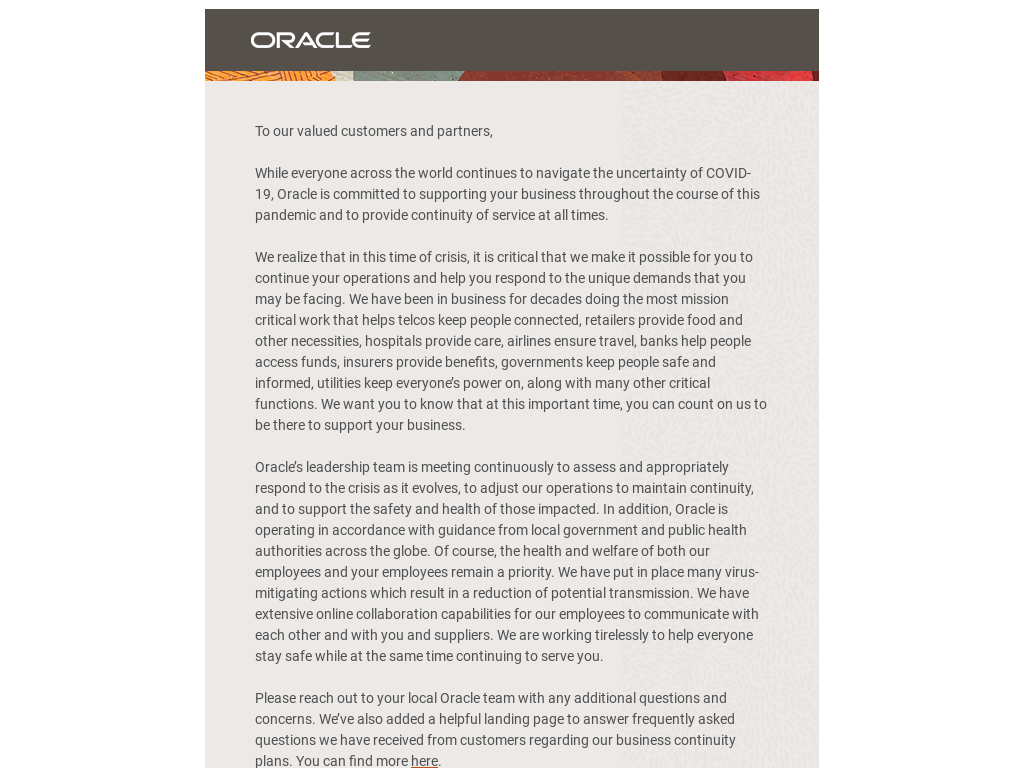 ORACLE
To our valued customers and partners,
While everyone across the world continues to navigate the uncertainty of COVID-
19, Oracle is committed to supporting your business throughout the course of this
pandemic and to provide continuity of service at all times.
We realize that in this time of crisis, it is critical that we make it possible for you to
continue your operations and help you respond to the unique demands that you
may be facing. We have been in business for decades doing the most mission
critical work that helps telcos keep people connected, retailers provide food and
other necessities, hospitals provide care, airlines ensure travel, banks help people
access funds, insurers provide benefits, governments keep people safe and
informed, utilities keep everyone’s power on, along with many other critical
functions. We want you to know that at this important time, you can count on us to
be there to support your business.
Oracle’s leadership team is meeting continuously to assess and appropriately
respond to the crisis as it evolves, to adjust our operations to maintain continuity,
and to support the safety and health of those impacted. In addition, Oracle is
operating in accordance with guidance from local government and public health
authorities across the globe. Of course, the health and welfare of both our
employees and your employees remain a priority. We have put in place many virus-
mitigating actions which result in a reduction of potential transmission. We have
extensive online collaboration capabilities for our employees to communicate with
each other and with you and suppliers. We are working tirelessly to help everyone
stay safe while at the same time continuing to serve you.
Please reach out to your local Oracle team with any additional questions and
concerns. We’ve also added a helpful landing page to answer frequently asked
questions we have received from customers regarding our business continuity
plans. You can find more here.